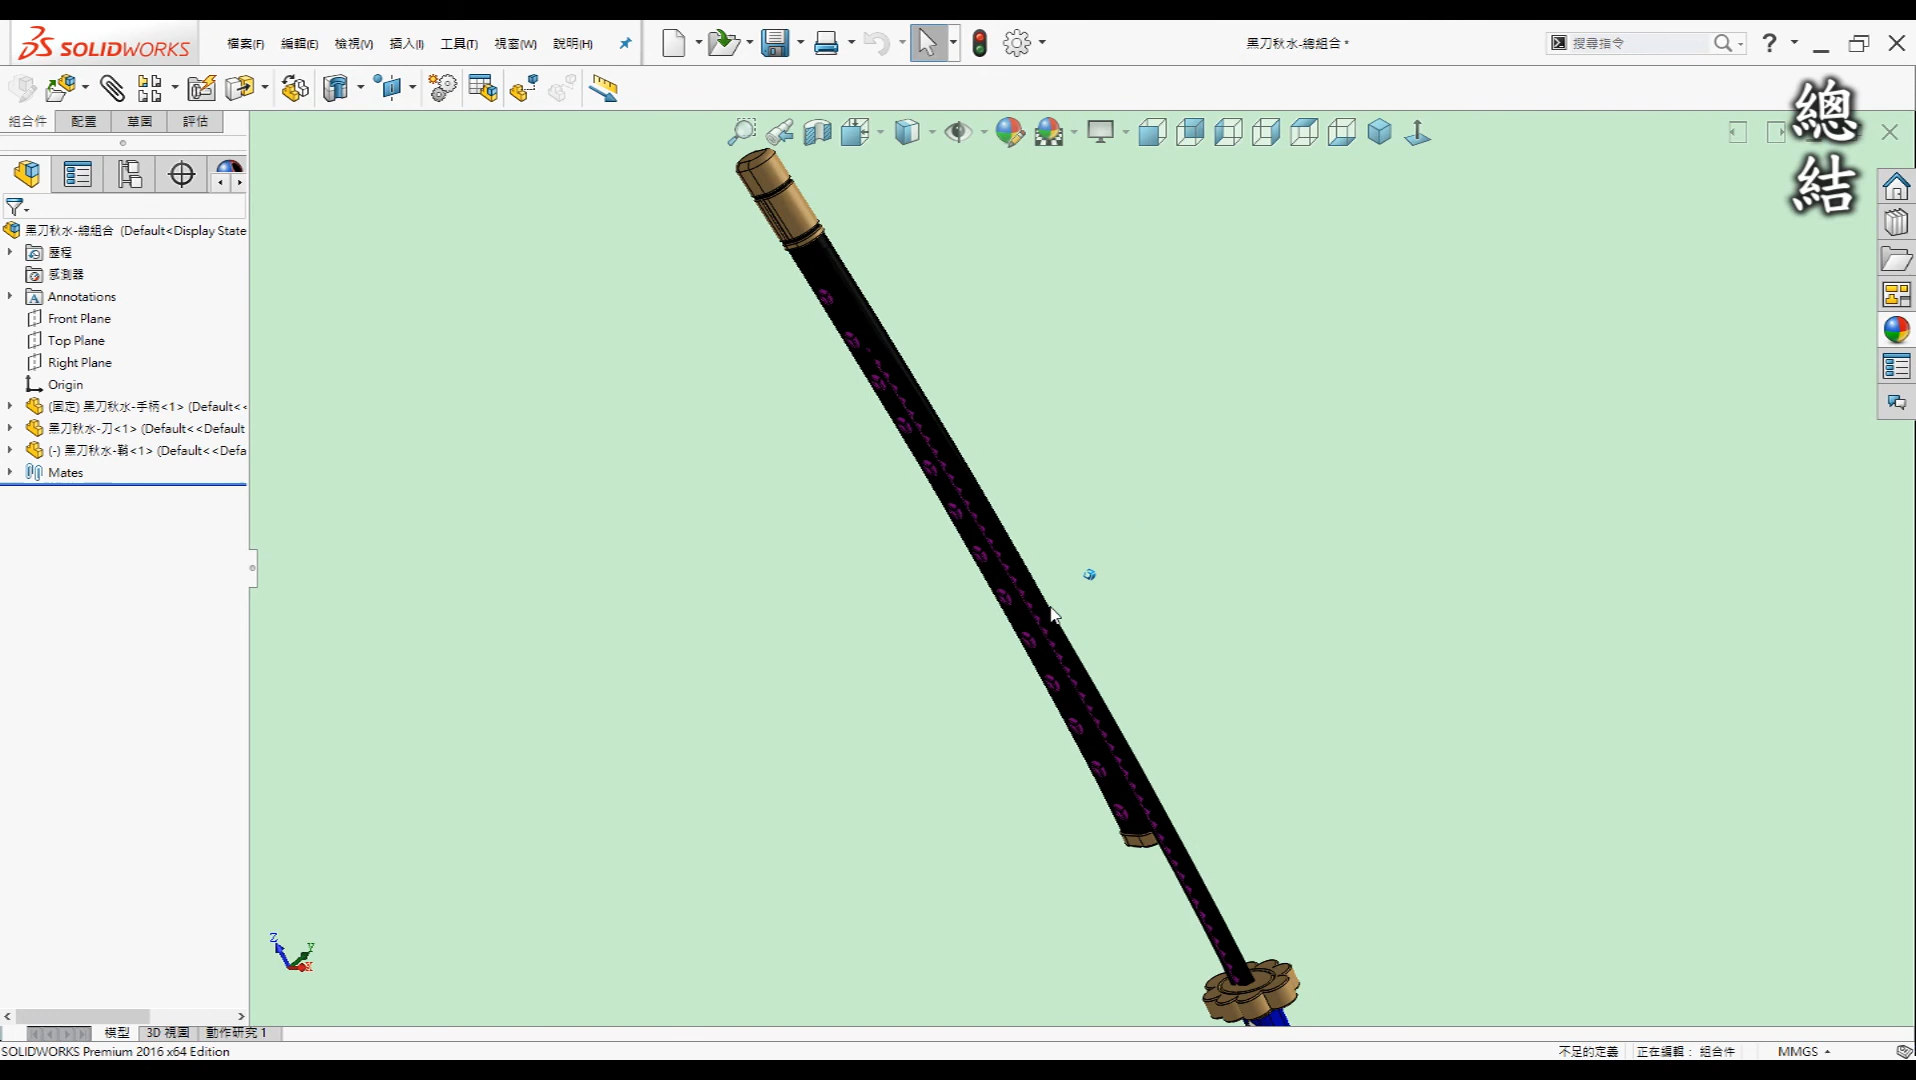 SOLIDWORKS
檔案(F) 編輯(E) 檢視(V) 插入(I) 工具(T) 視窗(W) 說明(H)
黑刀秋水-總組合 *
搜尋指令
總結
組合件 配置 草圖 評估
黑刀秋水-總組合 (Default<Display State
歷程
感測器
Annotations
Front Plane
Top Plane
Right Plane
Origin
(固定) 黑刀秋水-手柄<1> (Default<<
黑刀秋水-刀<1> (Default<<Default
(-) 黑刀秋水-鞘<1> (Default<<Defa
Mates
Z
Y
X
模型 3D 視圖 動作研究 1
SOLIDWORKS Premium 2016 x64 Edition
不足的定義 正在編輯： 組合件 MMGS